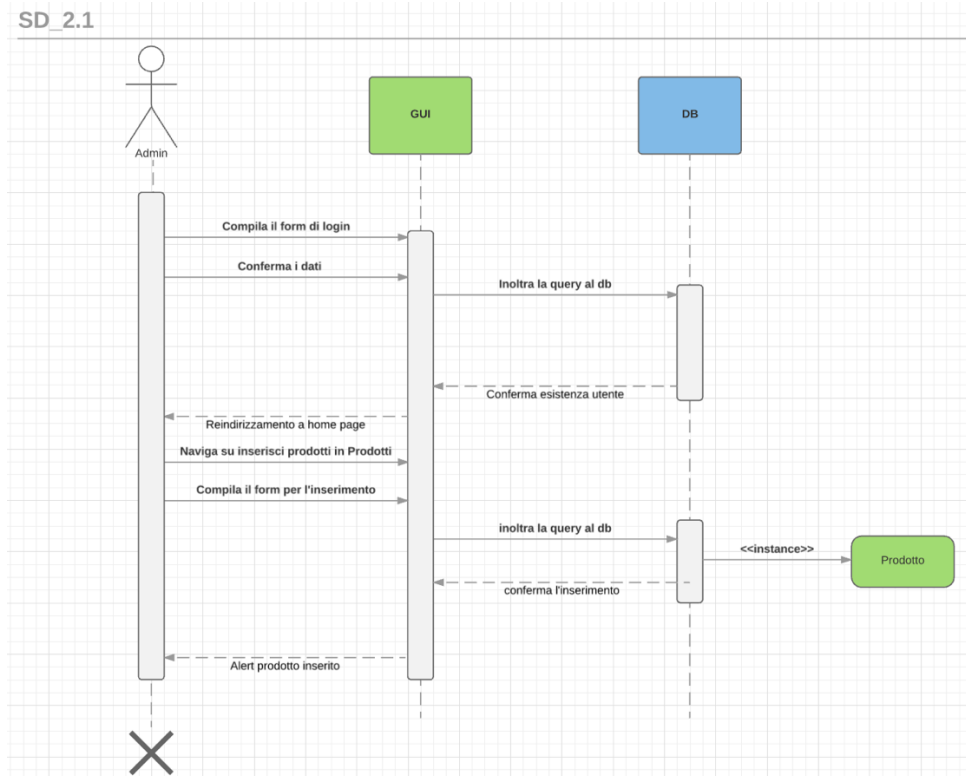 SD_2.1
Admin
GUI
DB
Compila il form di login
Conferma i dati
Inoltra la query al db
Conferma esistenza utente
Reindirizzamento a home page
Naviga su inserisci prodotti in Prodotti
Compila il form per l'inserimento
inoltra la query al db
<<instance>>
Prodotto
conferma l'inserimento
Alert prodotto inserito